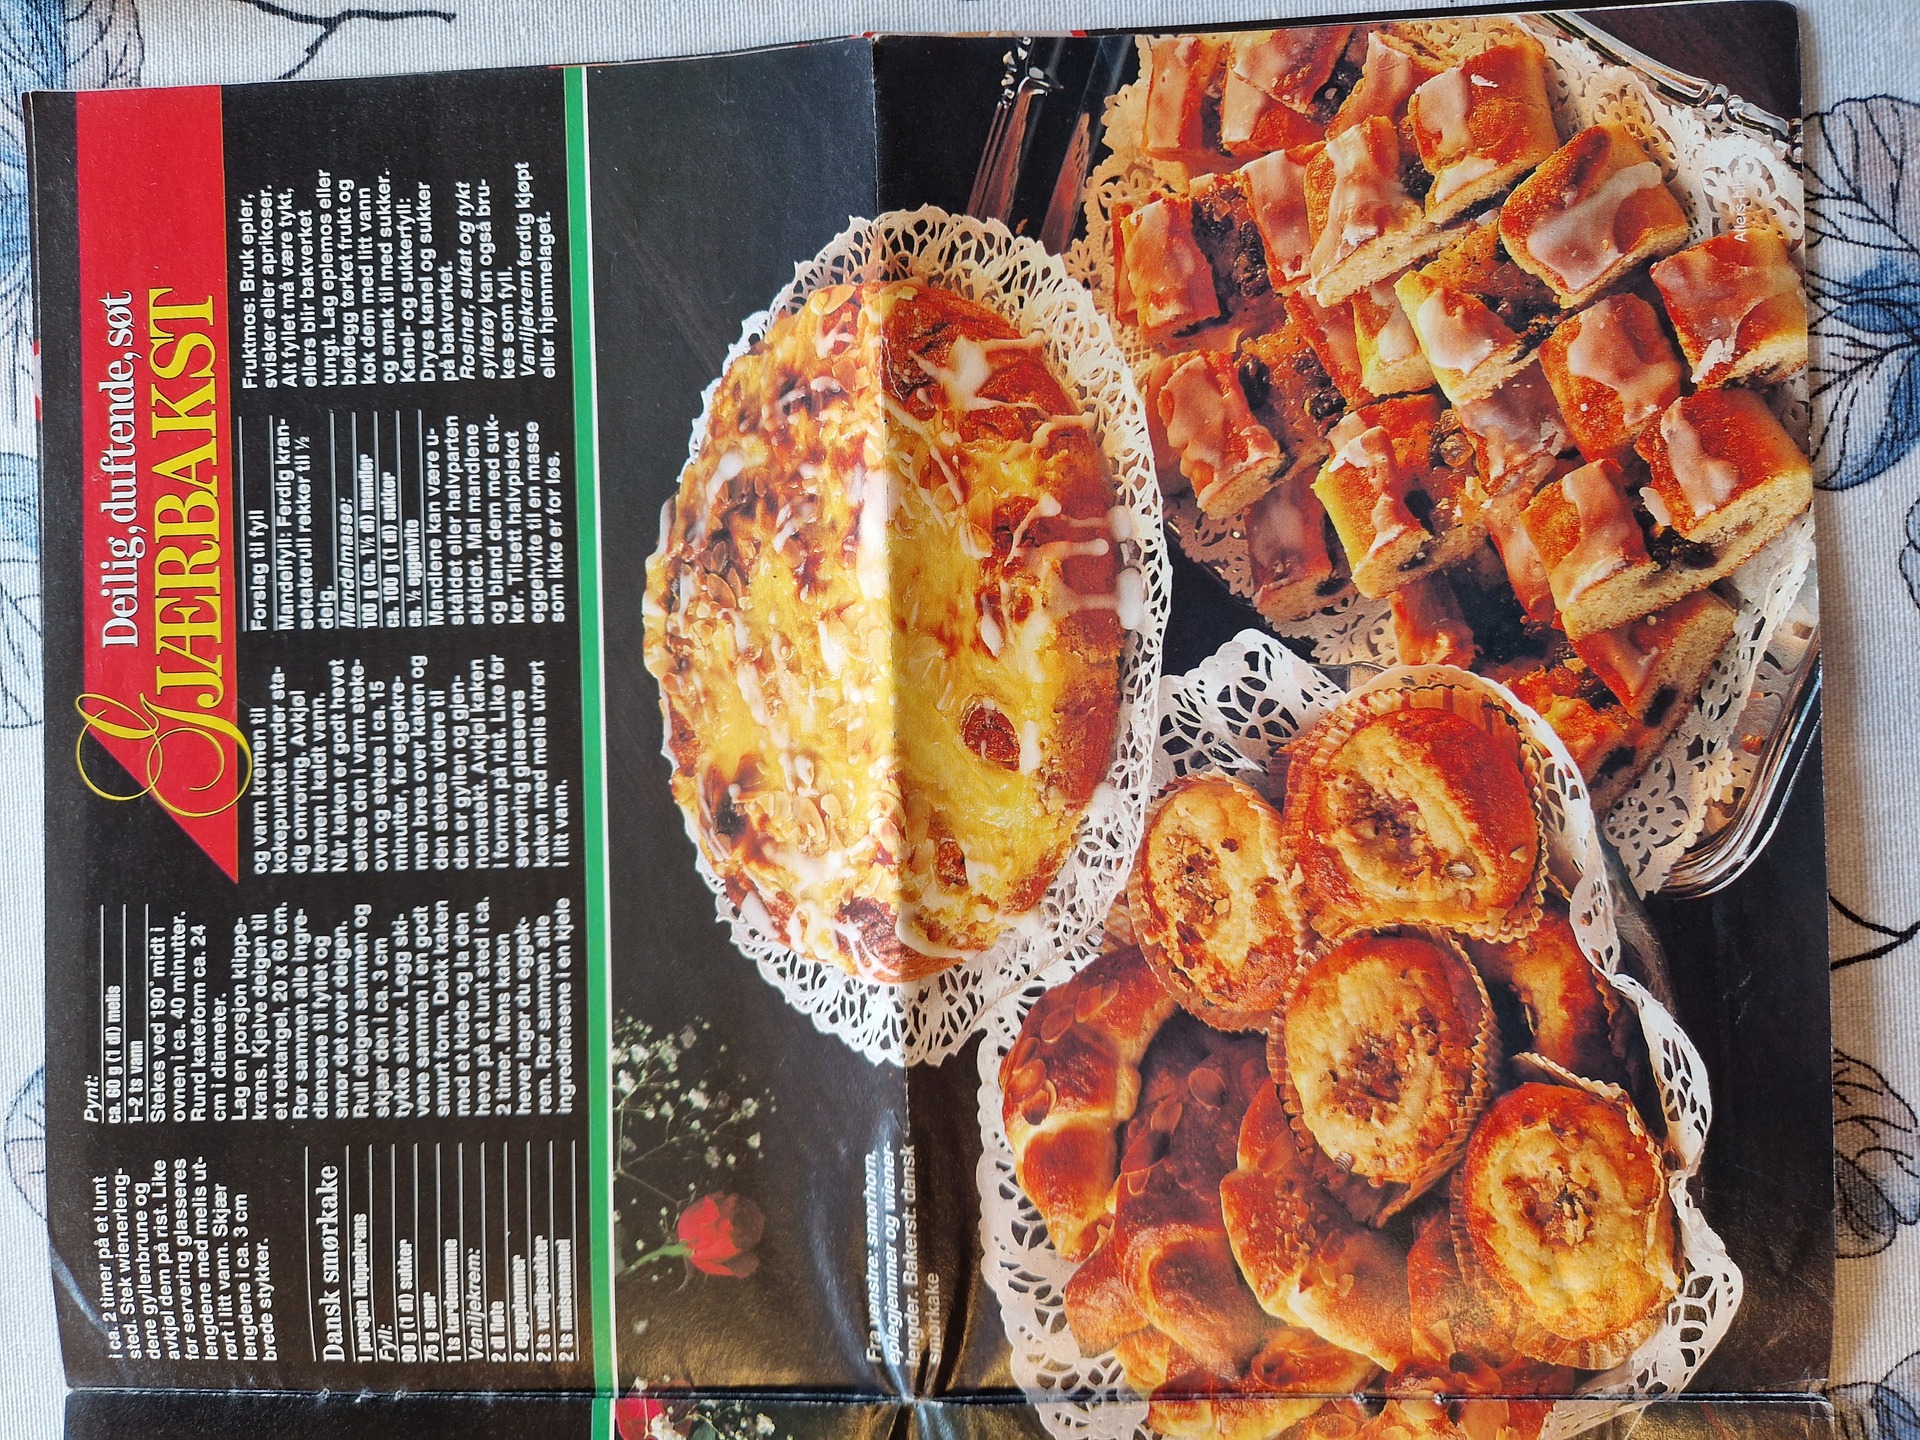 i ca. 2 timer på et lunt
sted. Stek wienerleng-
dene gyllenbrune og
avkjøl dem på rist. Like
før servering glasseres
lengdene med melis ut-
rørt i litt vann. Skjær
lengdene i ca. 3 cm
brede stykker.
Dansk smørkake
1 porsjon klippekrans
Fyll:
90 g (1 dl) sukker
75 g smør
1 ts kardemomme
Vaniljekrem:
2 dl fløte
2 eggeplommer
2 ts vaniljesukker
2 ts maisennamel
Pynt:
ca. 60 g (1 dl) melis
1–2 ts vann
Stekes ved 190° midt i
ovnen i ca. 40 minutter.
Rund kakeform ca. 24
cm i diameter.
Lag en porsjon klippe-
krans. Kjelve deigen til
et rektangel, 20 x 60 cm.
Rør sammen alle ingre-
diensene til fyllet og
smør det over deigen.
Rull deigen sammen og
skjær den i ca. 3 cm
tykke skiver. Legg ski-
vene sammen i en godt
smurt form. Dekk kaken
med et klede og la den
heve på et lunt sted i ca.
2 timer. Mens kaken
hever lager du eggek-
rem. Rør sammen alle
ingrediensene i en kjele
Deilig, duftende, søt
GJÆRBAKST
og varm kremen til
kokepunktet under sta-
dig omrøring. Avkjøl
kremen i kaldt vann.
Når kaken er godt hevet
settes den i varm steke-
ovn og stekes i ca. 15
minutter, før eggekre-
men bres over kaken og
den stekes videre til
den er gyllen og gjen-
nomstekt. Avkjøl kaken
i formen på rist. Like før
servering glasseres
kaken med melis utrørt
i litt vann.
Forslag til fyll
Mandelfyll: Ferdig kran-
sekakerull rekker til ½
deig.
Mandelmasse:
100 g (ca. 1½ dl) mandler
ca. 100 g (1 dl) sukker
ca. ½ eggehvite
Mandlene kan være u-
skåldet eller halvparten
skåldet. Mal mandlene
og bland dem med suk-
ker. Tilsett halvpisket
eggehvite til en masse
som ikke er for løs.
Fruktmos: Bruk epler,
svisker eller aprikoser.
Alt fyllet må være tykt,
ellers blir bakverket
tungt. Lag eplemos eller
bløtlegg tørket frukt og
kok dem med litt vann
og smak til med sukker.
Kanel- og sukkerfyll:
Dryss kanel og sukker
på bakverket.
Rosiner, sukat og tykt
syltetøy kan også bru-
kes som fyll.
Vaniljekrem ferdig kjøpt
eller hjemmelaget.
Fra venstre: smørhorn,
eplegjemmer og wiener-
lengder. Bakerst: dansk
smørkake